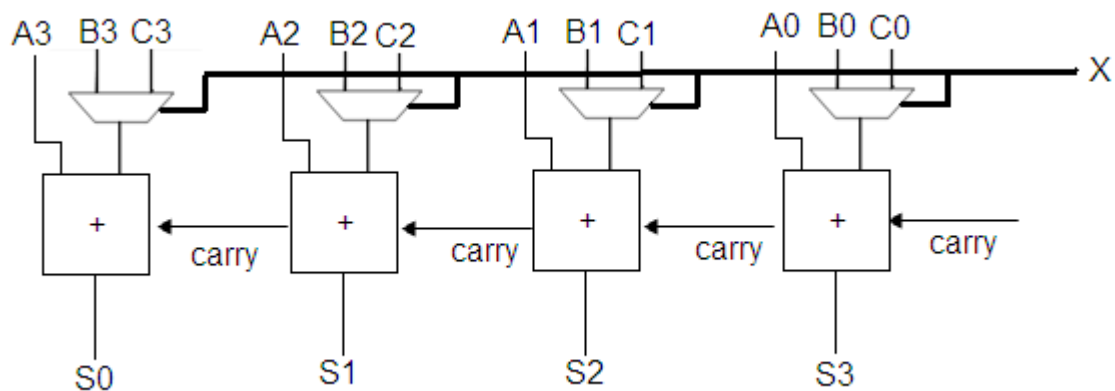 A3 B3 C3 A2 B2 C2 A1 B1 C1 A0 B0 C0
X
+ + + +
carry carry carry carry
S0 S1 S2 S3